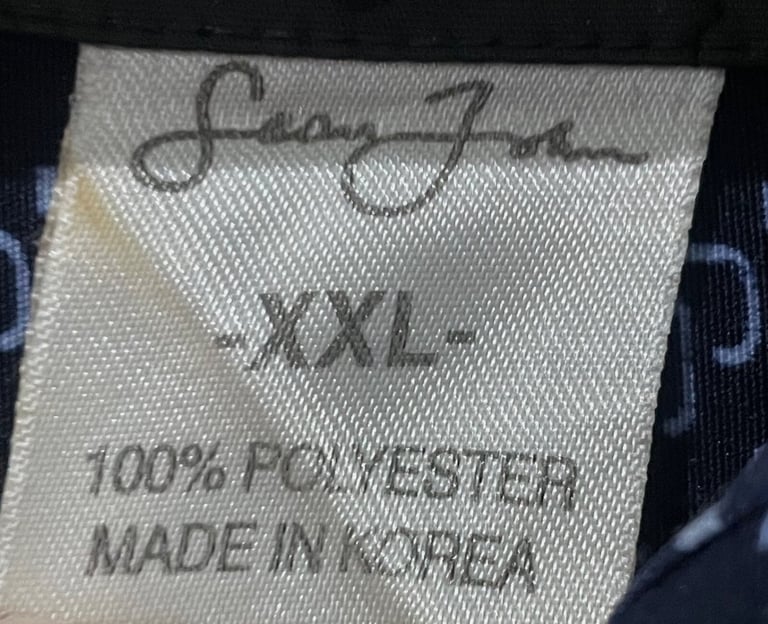 Sean John
-XXL-
100% POLYESTER
MADE IN KOREA